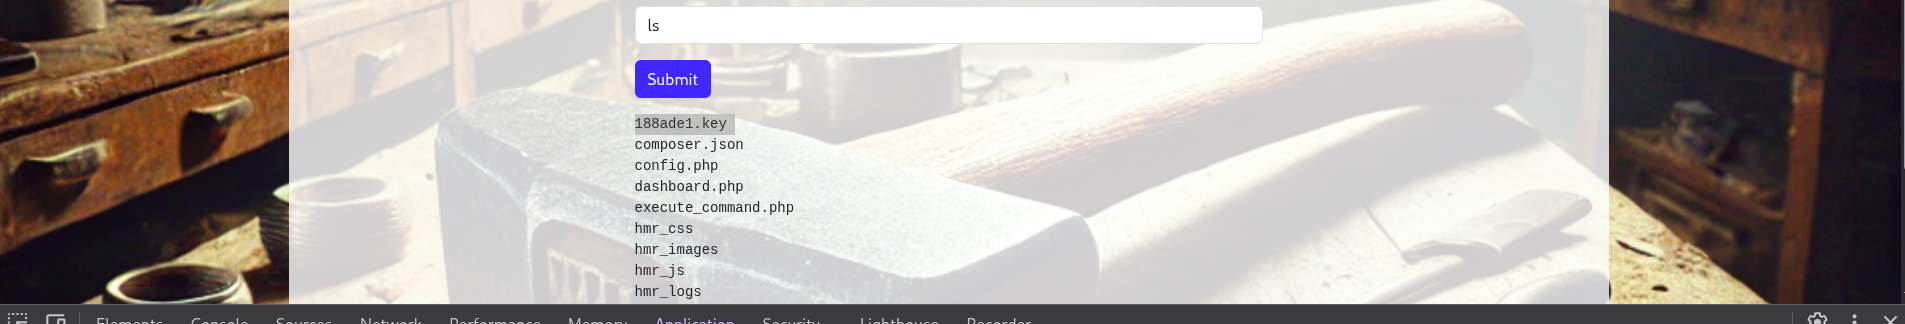 ls
Submit
188ade1.key
composer.json
config.php
dashboard.php
execute_command.php
hmr_css
hmr_images
hmr_js
hmr_logs
Elements Console Sources Network Performance Memory Application Security Lighthouse Recorder